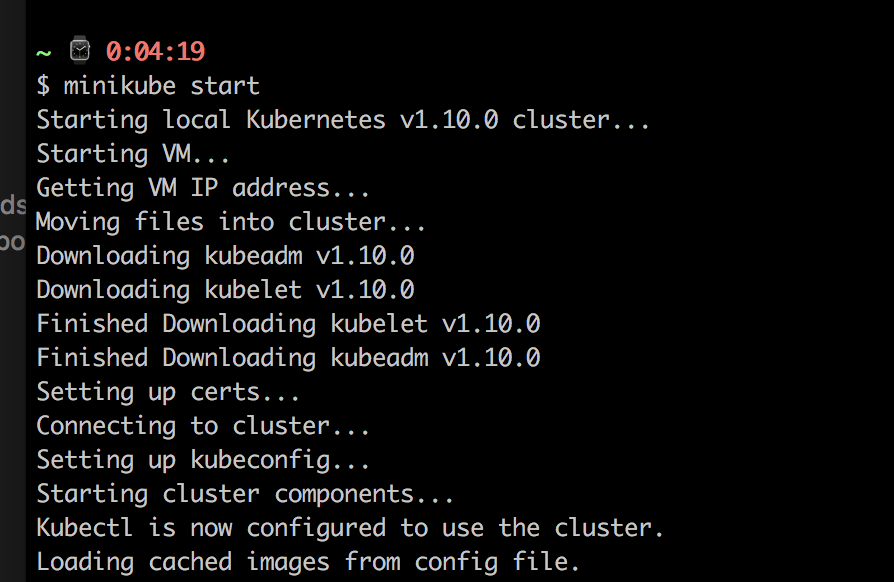 ~ ⌚ 0:04:19
$ minikube start
Starting local Kubernetes v1.10.0 cluster...
Starting VM...
Getting VM IP address...
Moving files into cluster...
Downloading kubeadm v1.10.0
Downloading kubelet v1.10.0
Finished Downloading kubelet v1.10.0
Finished Downloading kubeadm v1.10.0
Setting up certs...
Connecting to cluster...
Setting up kubeconfig...
Starting cluster components...
Kubectl is now configured to use the cluster.
Loading cached images from config file.